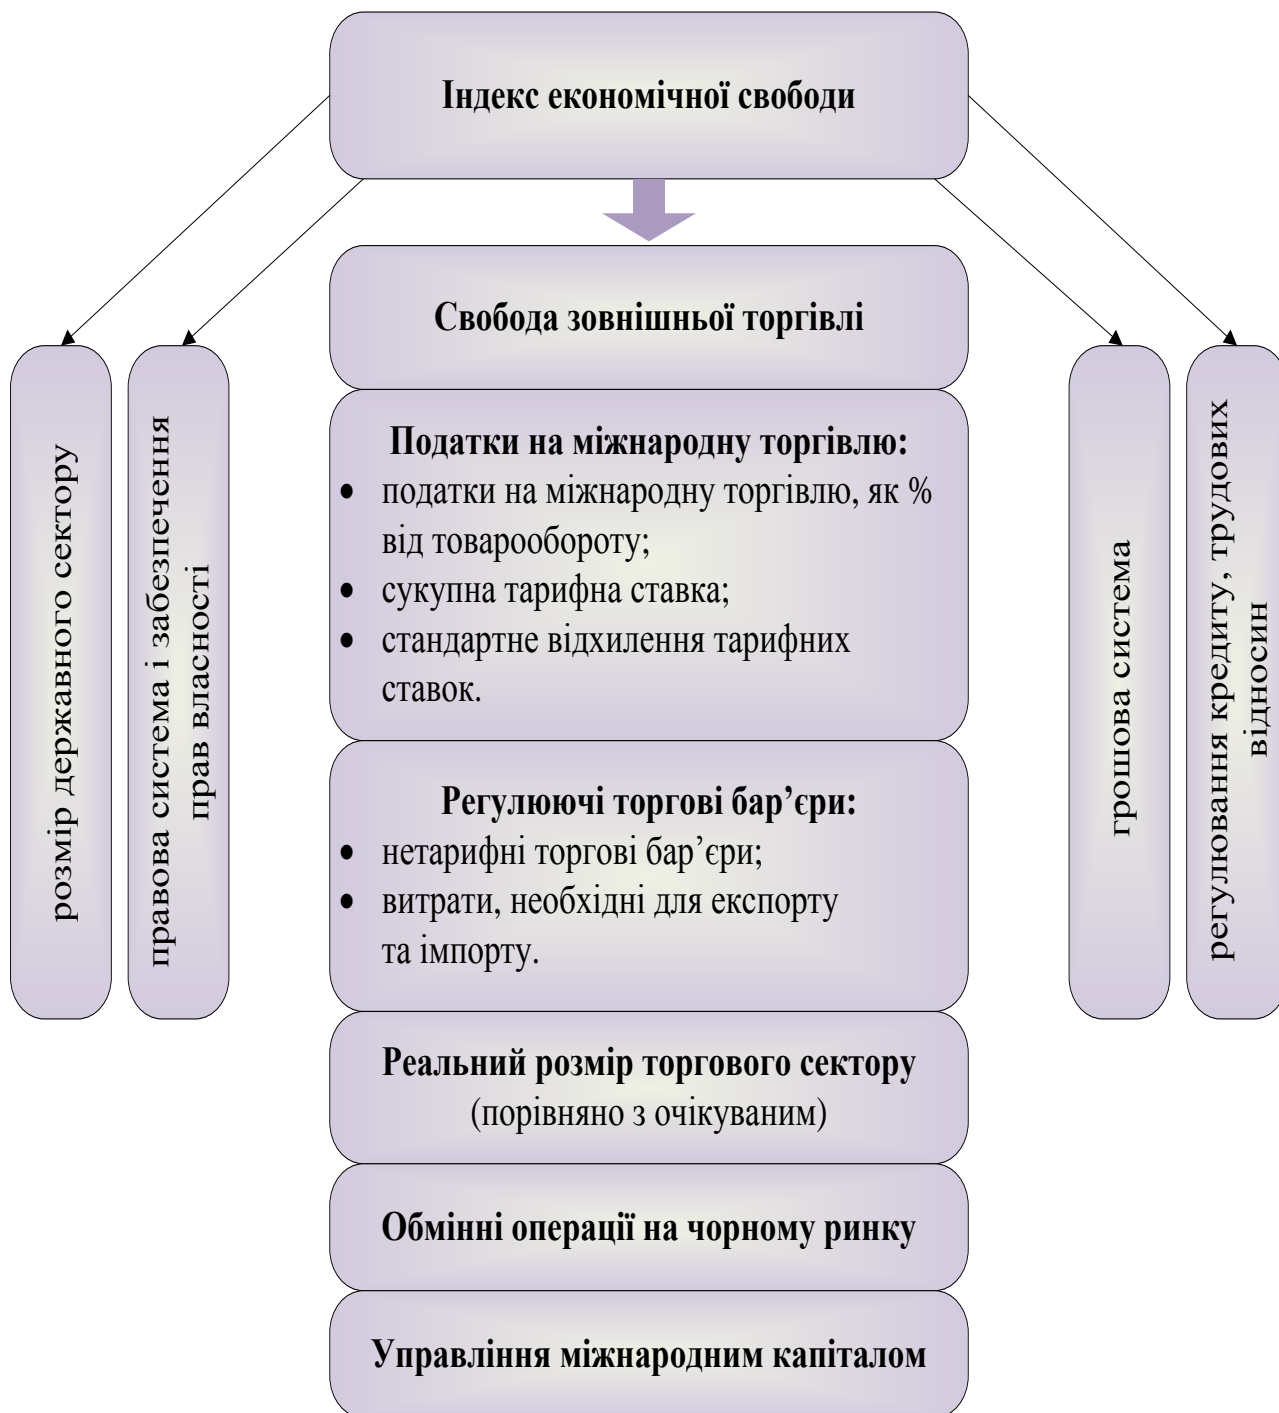 Індекс економічної свободи
Свобода зовнішньої торгівлі
розмір державного сектору
правова система і забезпечення
прав власності
Податки на міжнародну торгівлю:
• податки на міжнародну торгівлю, як %
від товарообороту;
• сукупна тарифна ставка;
• стандартне відхилення тарифних
ставок.
Регулюючі торгові бар’єри:
• нетарифні торгові бар’єри;
• витрати, необхідні для експорту
та імпорту.
Реальний розмір торгового сектору
(порівняно з очікуваним)
Обмінні операції на чорному ринку
Управління міжнародним капіталом
грошова система
регулювання кредиту, трудових
відносин